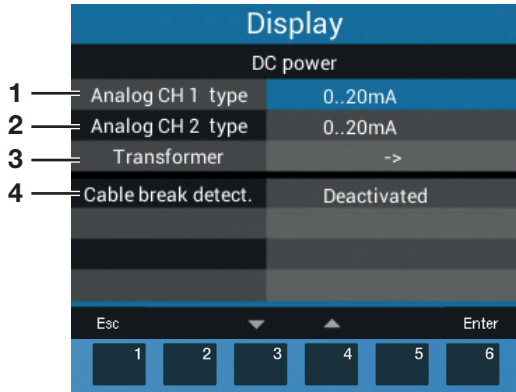 Display
DC power
1 Analog CH 1 type 0..20mA
2 Analog CH 2 type 0..20mA
3 Transformer ->
4 Cable break detect. Deactivated
Esc Enter
1 2 3 4 5 6